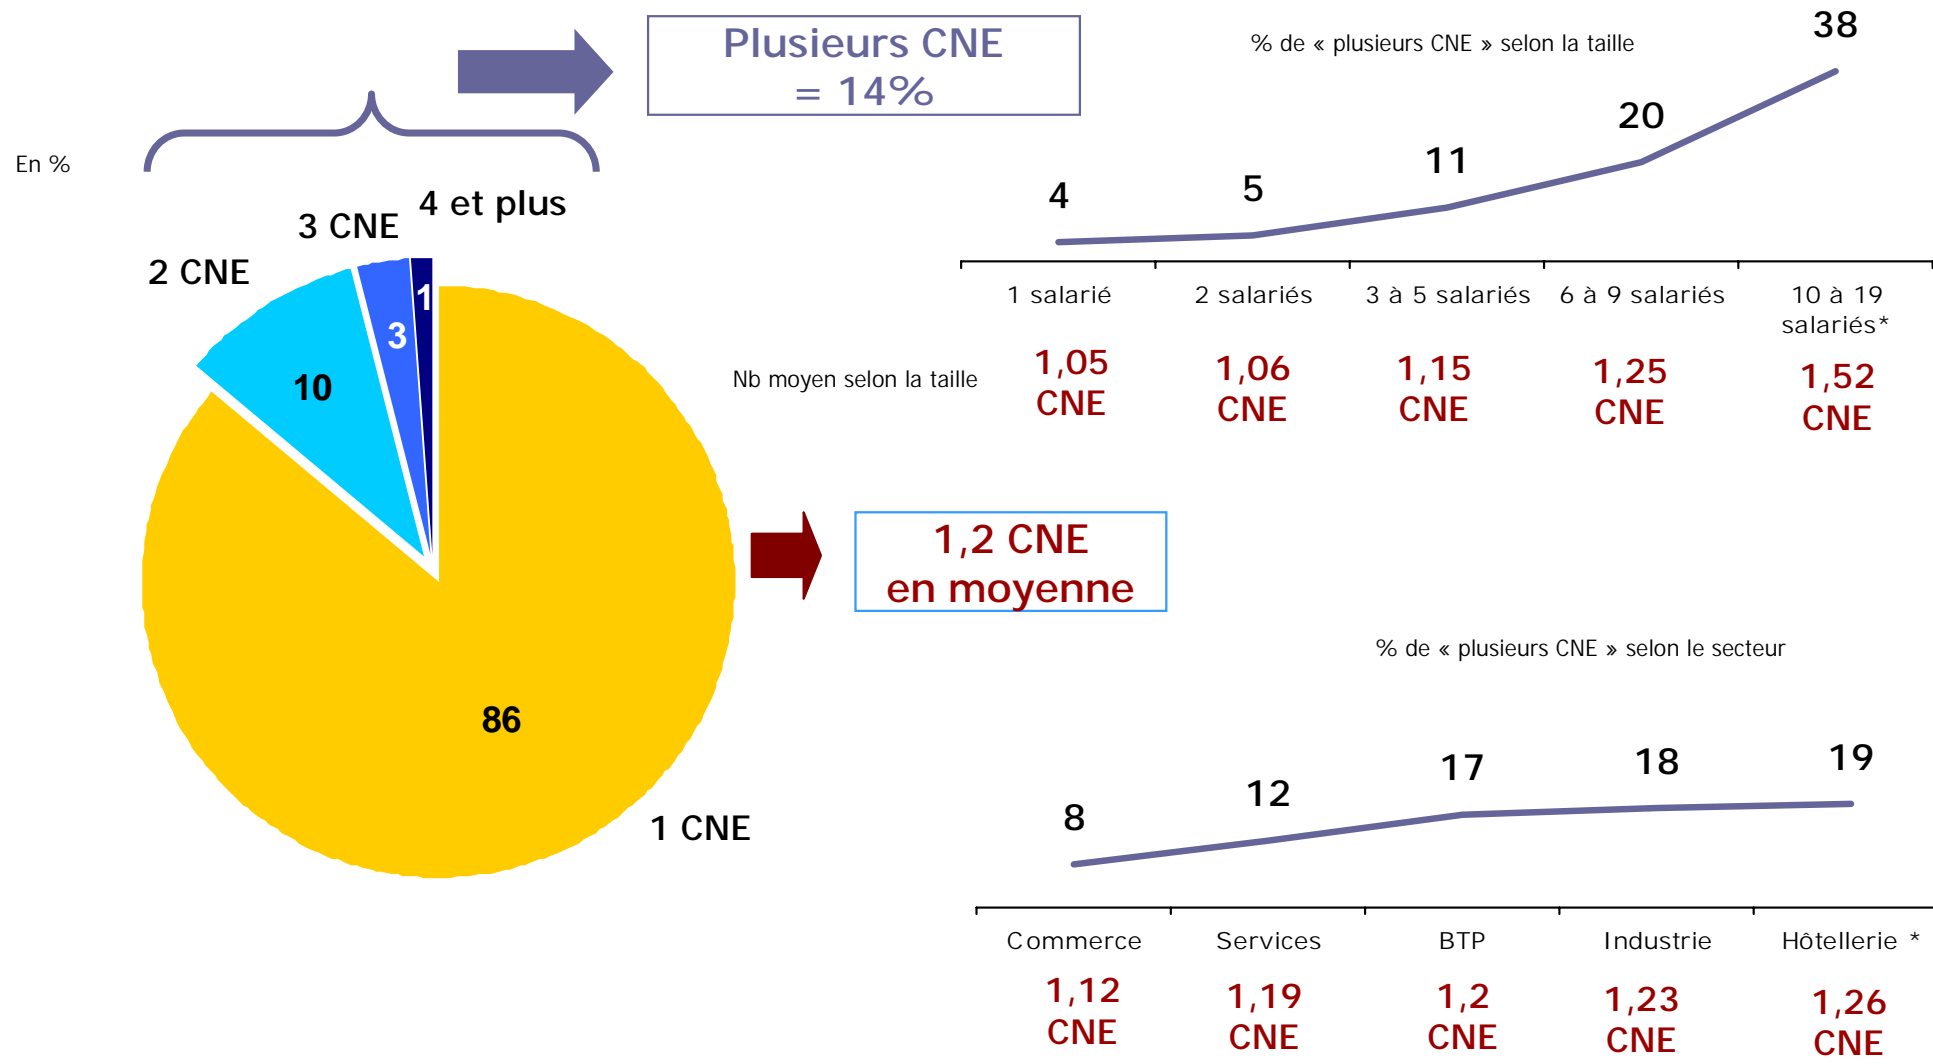 Plusieurs CNE
= 14%
En %
4 et plus
3 CNE
2 CNE
1
3
10
86
1 CNE
% de « plusieurs CNE » selon la taille
4
5
11
20
38
1 salarié
2 salariés
3 à 5 salariés
6 à 9 salariés
10 à 19
salariés*
Nb moyen selon la taille
1,05
CNE
1,06
CNE
1,15
CNE
1,25
CNE
1,52
CNE
1,2 CNE
en moyenne
% de « plusieurs CNE » selon le secteur
8
12
17
18
19
Commerce
Services
BTP
Industrie
Hôtellerie *
1,12
CNE
1,19
CNE
1,2
CNE
1,23
CNE
1,26
CNE